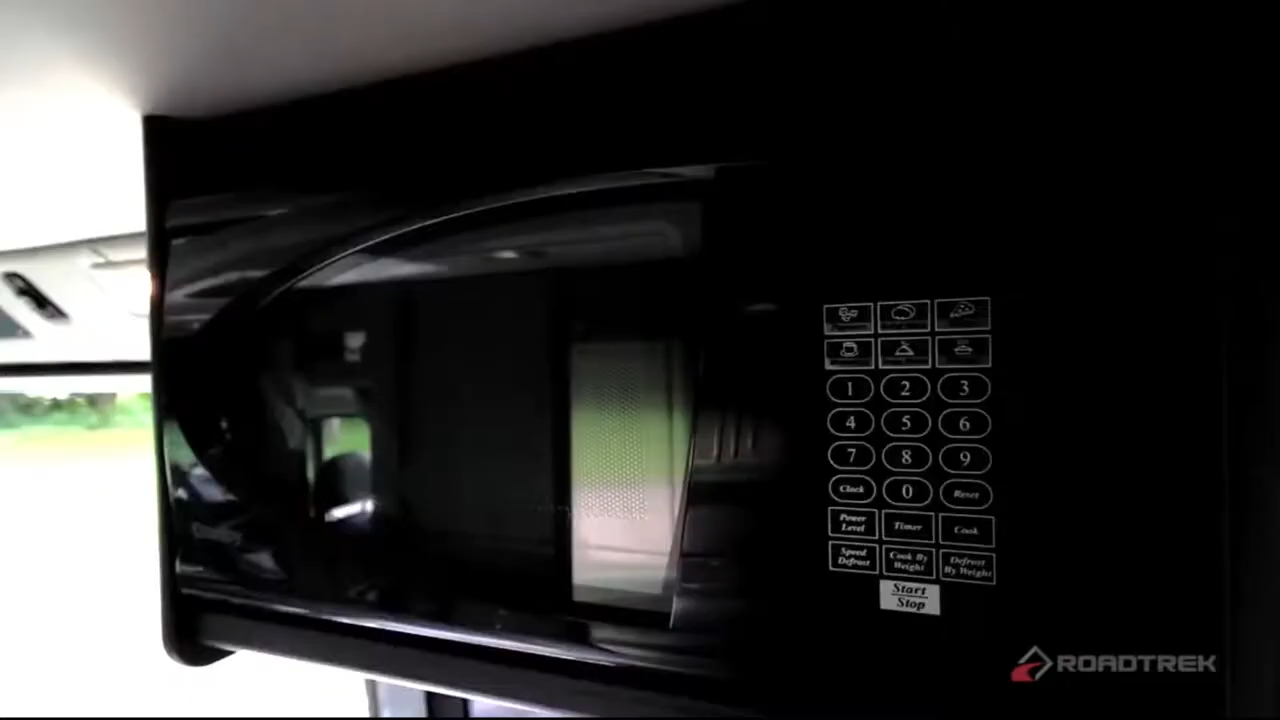 1 2 3
4 5 6
7 8 9
Clock 0 Reset
Power Level Timer Cook
Speed Defrost Cook By Weight Defrost By Weight
Start
Stop
ROADTREK